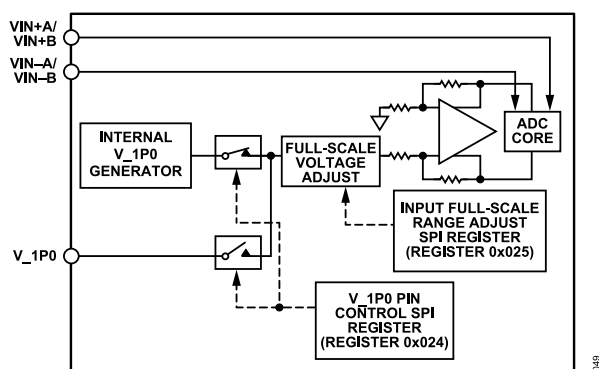 VIN+A/
VIN+B
VIN–A/
VIN–B
INTERNAL
V_1P0
GENERATOR
FULL-SCALE
VOLTAGE
ADJUST
ADC
CORE
INPUT FULL-SCALE
RANGE ADJUST
SPI REGISTER
(REGISTER 0x025)
V_1P0
V_1P0 PIN
CONTROL SPI
REGISTER
(REGISTER 0x024)
049